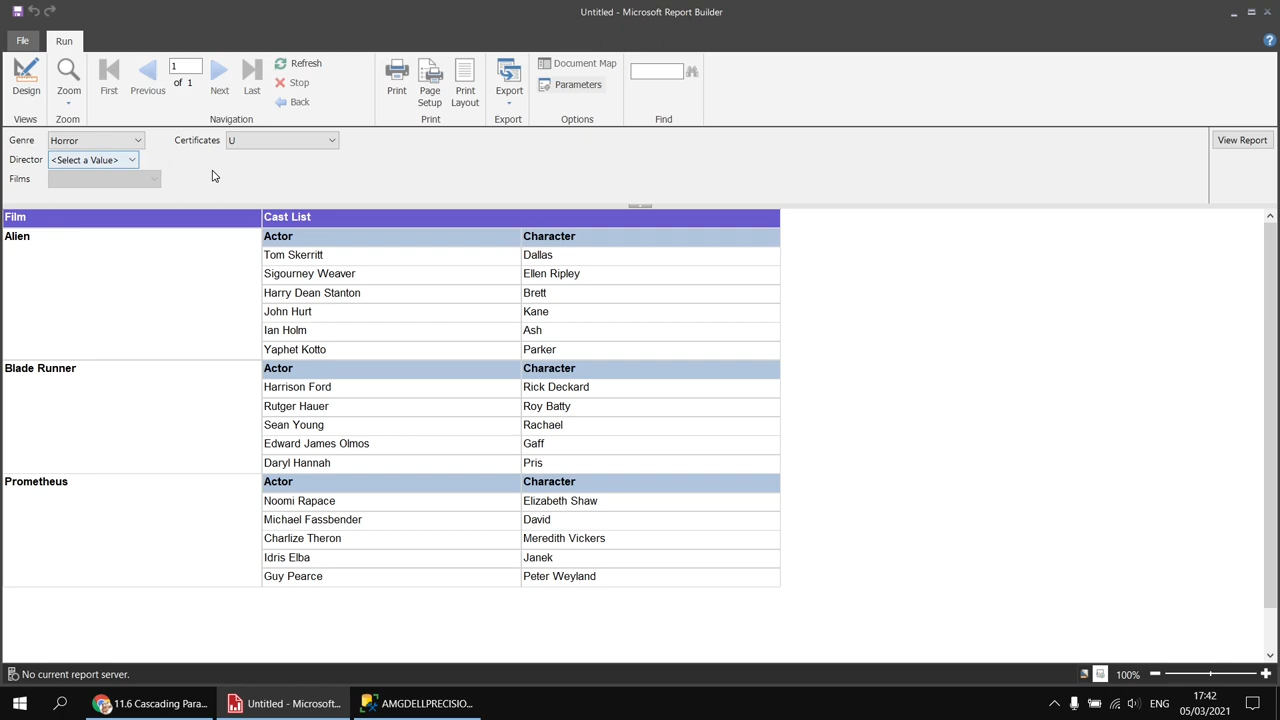 Untitled - Microsoft Report Builder
File
Run
Design
Zoom
First
Previous
1
of 1
Next
Last
Refresh
Stop
Back
Print
Page
Setup
Print
Layout
Export
Document Map
Parameters
Views
Zoom
Navigation
Print
Export
Options
Find
Genre
Horror
Certificates
U
View Report
Director
<Select a Value>
Films
Film
Cast List
Alien
Actor
Character
Tom Skerritt
Dallas
Sigourney Weaver
Ellen Ripley
Harry Dean Stanton
Brett
John Hurt
Kane
Ian Holm
Ash
Yaphet Kotto
Parker
Blade Runner
Actor
Character
Harrison Ford
Rick Deckard
Rutger Hauer
Roy Batty
Sean Young
Rachael
Edward James Olmos
Gaff
Daryl Hannah
Pris
Prometheus
Actor
Character
Noomi Rapace
Elizabeth Shaw
Michael Fassbender
David
Charlize Theron
Meredith Vickers
Idris Elba
Janek
Guy Pearce
Peter Weyland
No current report server.
100%
11.6 Cascading Para...
Untitled - Microsoft...
AMGDELLPRECISIO...
ENG
17:42
05/03/2021